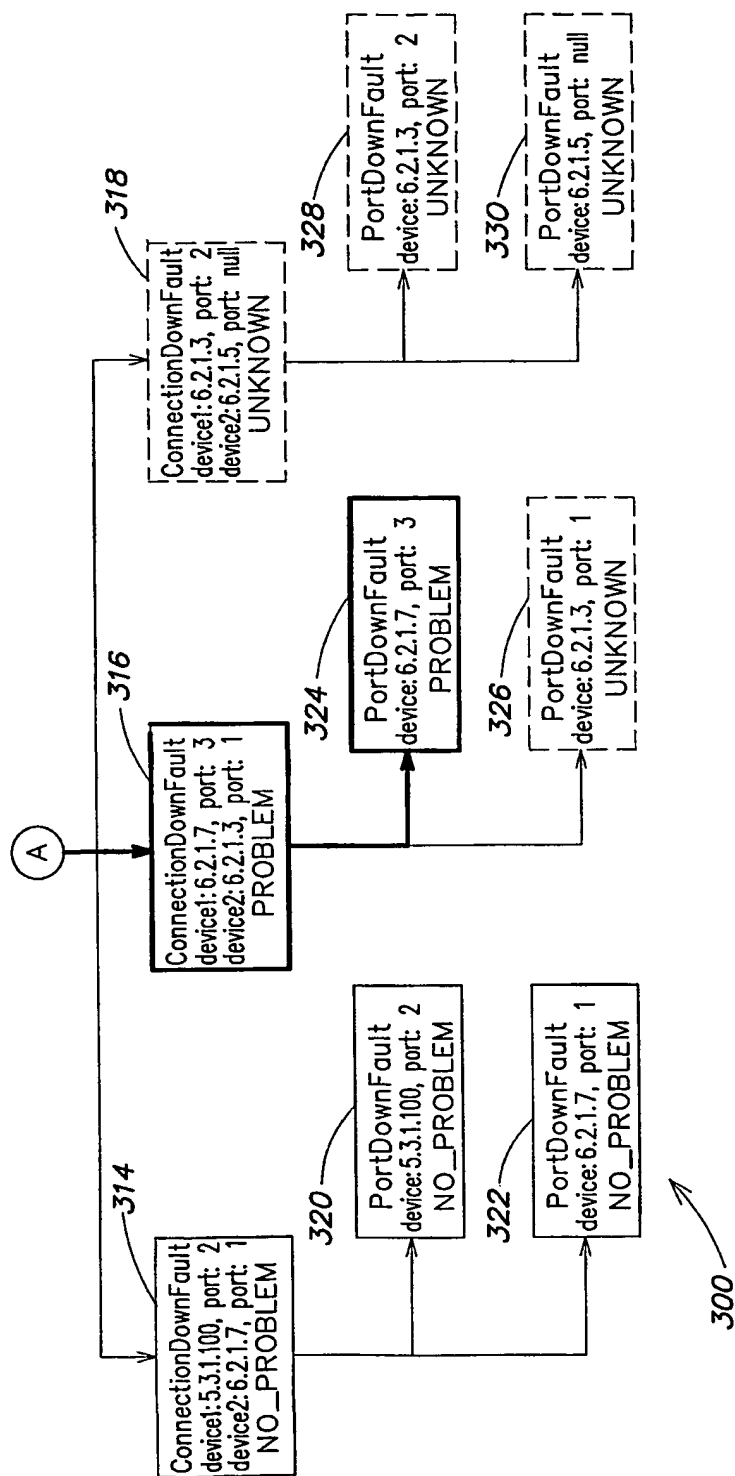 A
314
ConnectionDownFault
device1: 5.3.1.100, port: 2
device2: 6.2.1.7, port: 1
NO_PROBLEM
316
ConnectionDownFault
device1: 6.2.1.7, port: 3
device2: 6.2.1.3, port: 1
PROBLEM
318
ConnectionDownFault
device1: 6.2.1.3, port: 2
device2: 6.2.1.5, port: null
UNKNOWN
320
PortDownFault
device: 5.3.1.100, port: 2
NO_PROBLEM
322
PortDownFault
device: 6.2.1.7, port: 1
NO_PROBLEM
324
PortDownFault
device: 6.2.1.7, port: 3
PROBLEM
326
PortDownFault
device: 6.2.1.3, port: 1
UNKNOWN
328
PortDownFault
device: 6.2.1.3, port: 2
UNKNOWN
330
PortDownFault
device: 6.2.1.5, port: null
UNKNOWN
300